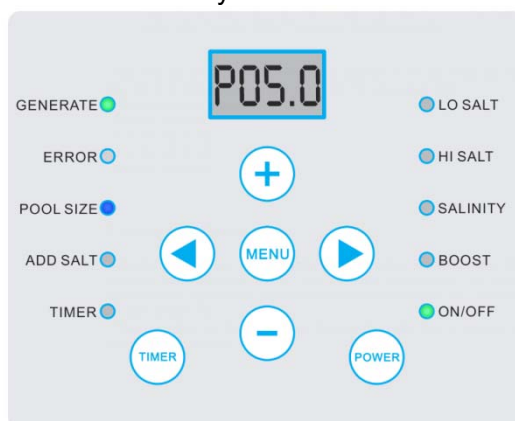 P05.0
GENERATE
LO SALT
ERROR
HI SALT
+
POOL SIZE
SALINITY
MENU
ADD SALT
BOOST
TIMER
ON/OFF
−
TIMER
POWER